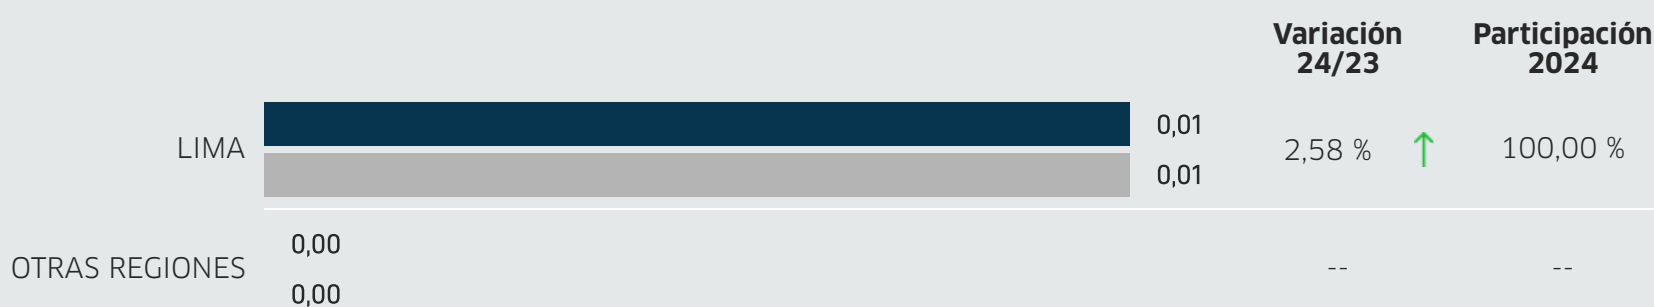 Variación
24/23
Participación
2024
LIMA
0,01
0,01
2,58 %
100,00 %
OTRAS REGIONES
0,00
0,00
--
--